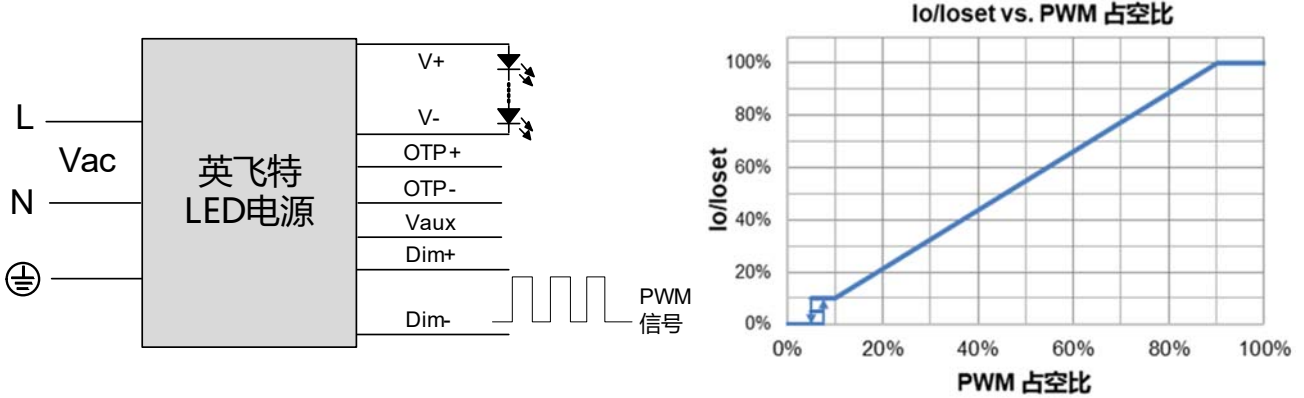 L
Vac
N
英飞特
LED电源
V+
V-
OTP+
OTP-
Vaux
Dim+
Dim-
PWM
信号
Io/Ioset vs. PWM 占空比
Io/Ioset
100%
80%
60%
40%
20%
0%
0% 20% 40% 60% 80% 100%
PWM 占空比